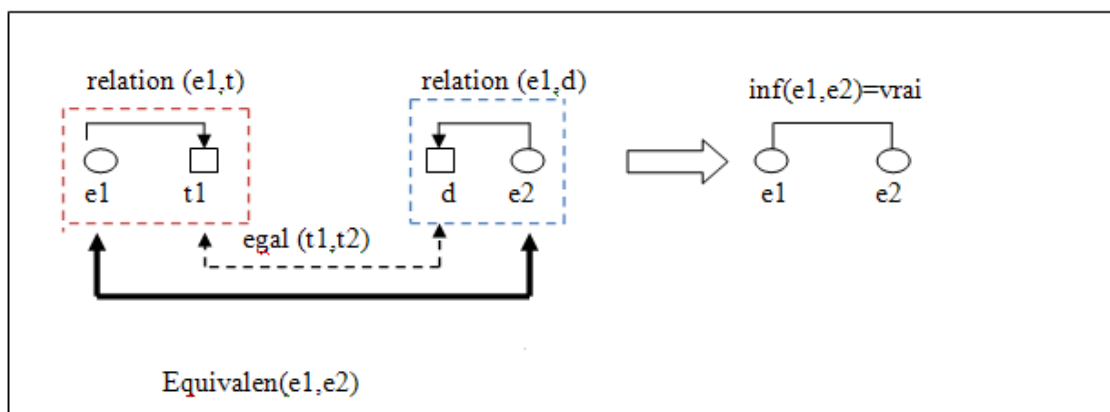 relation (e1,t) relation (e1,d) inf(e1,e2)=vrai
e1 t1 d e2 e1 e2
egal (t1,t2)
Equivalen(e1,e2)